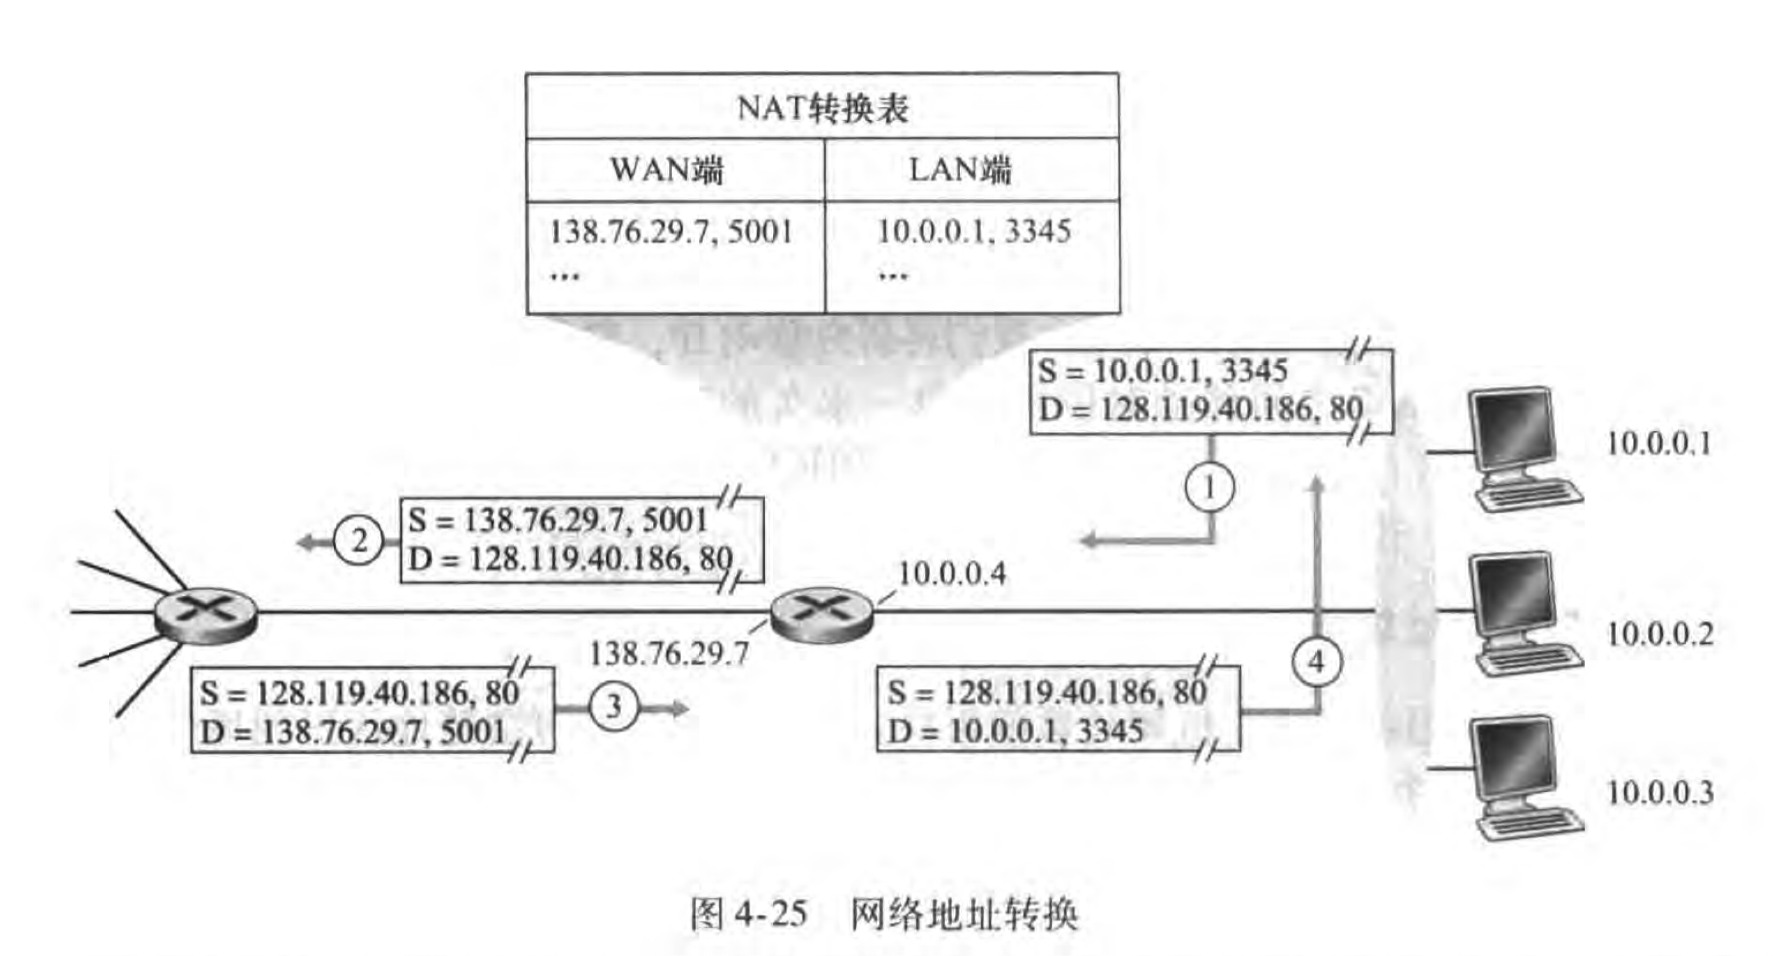 NAT转换表
WAN端 LAN端
138.76.29.7, 5001 10.0.0.1, 3345
... ...
S = 10.0.0.1, 3345
D = 128.119.40.186, 80
10.0.0.1
1
S = 138.76.29.7, 5001
D = 128.119.40.186, 80
2
10.0.0.4
10.0.0.2
138.76.29.7
4
S = 128.119.40.186, 80
D = 138.76.29.7, 5001
3
S = 128.119.40.186, 80
D = 10.0.0.1, 3345
10.0.0.3
图 4-25 网络地址转换